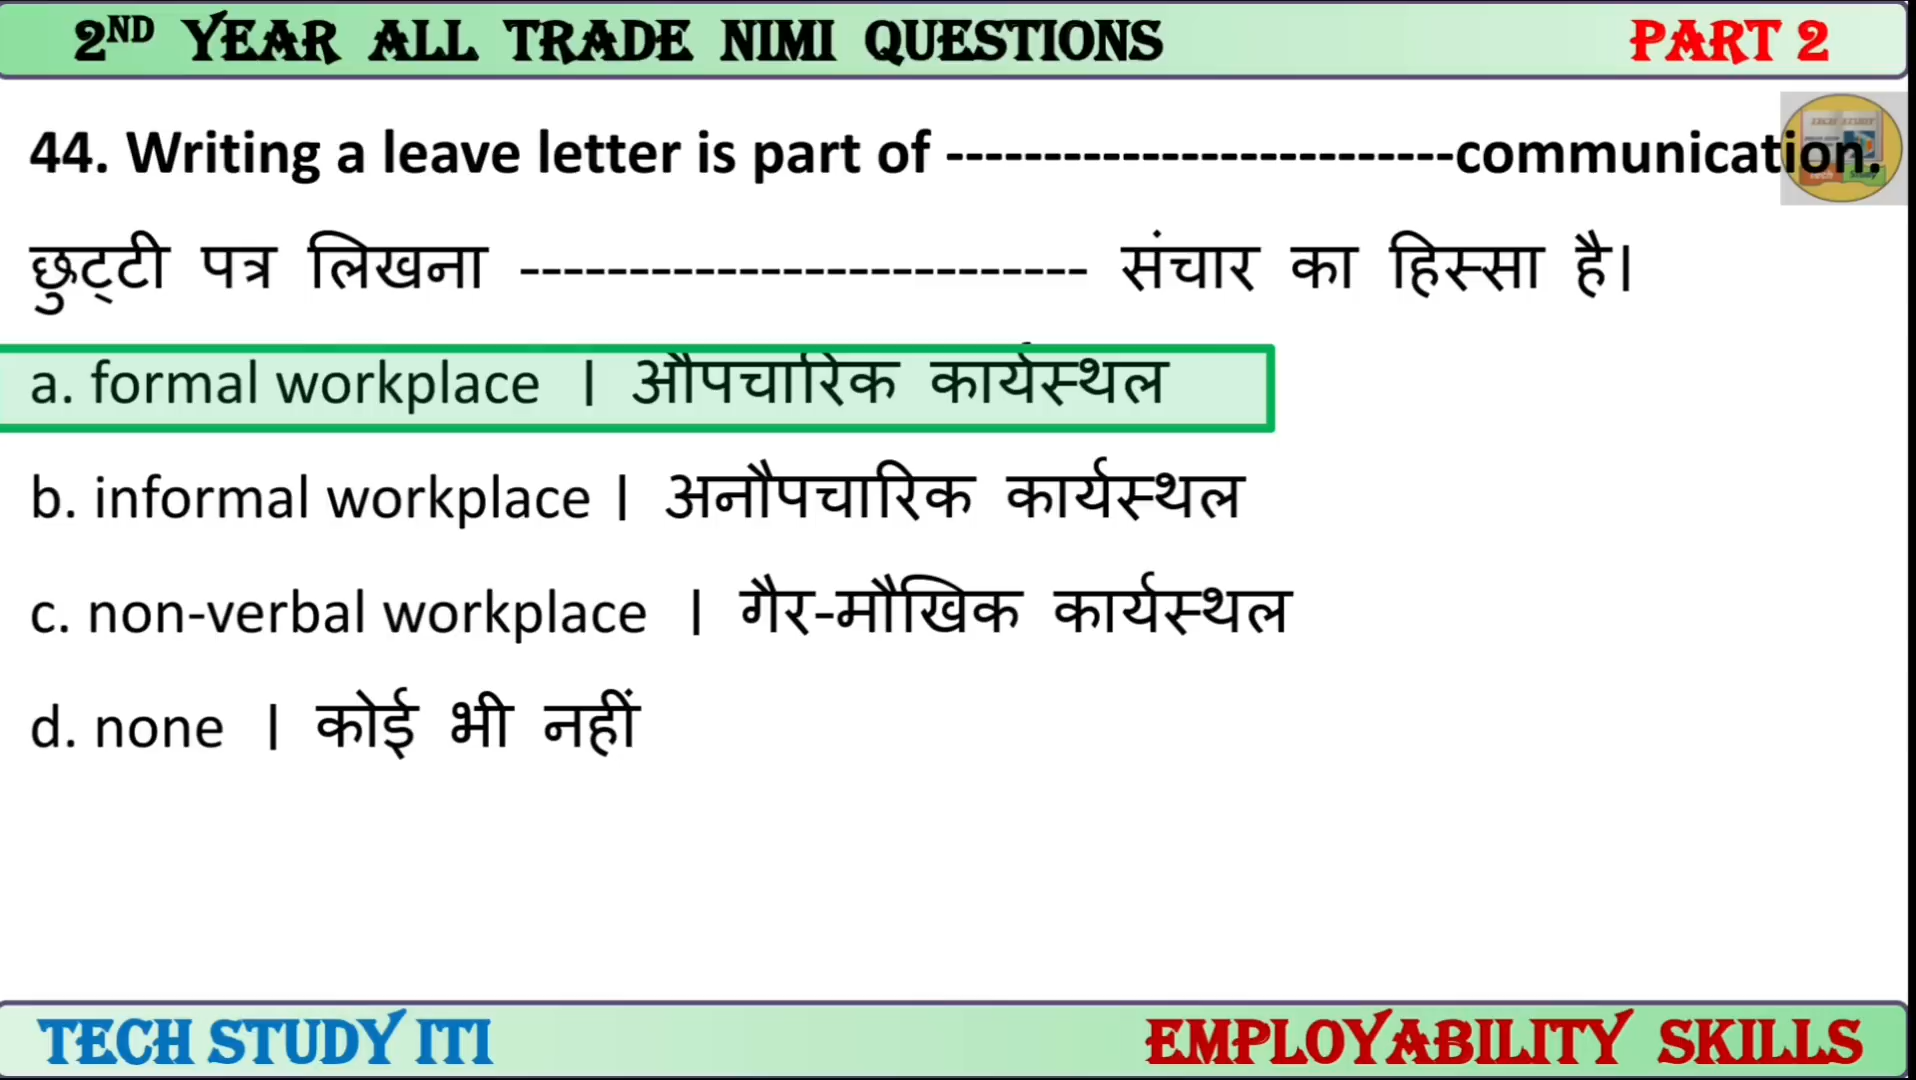 2ND YEAR ALL TRADE NIMI QUESTIONS PART 2
44. Writing a leave letter is part of --------------------------communication.
छुट्टी पत्र लिखना -------------------------- संचार का हिस्सा है।
a. formal workplace | औपचारिक कार्यस्थल
b. informal workplace | अनौपचारिक कार्यस्थल
c. non-verbal workplace | गैर-मौखिक कार्यस्थल
d. none | कोई भी नहीं
TECH STUDY ITI EMPLOYABILITY SKILLS